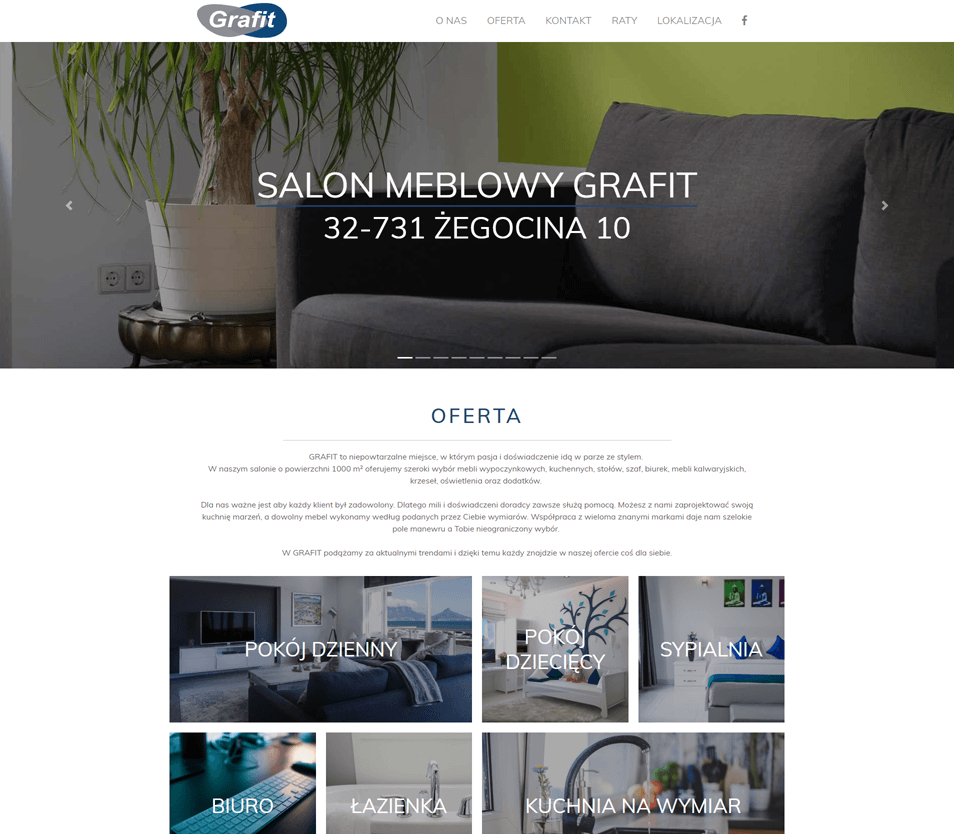 Grafit
O NAS OFERTA KONTAKT RATY LOKALIZACJA
SALON MEBLOWY GRAFIT
32-731 ŻEGOCINA 10
OFERTA
GRAFIT to niepowtarzalne miejsce, w którym pasja i doświadczenie idą w parze ze stylem.
W naszym salonie o powierzchni 1000 m² oferujemy szeroki wybór mebli wypoczynkowych, kuchennych, stołów, szaf, biurek, mebli kalwaryjskich,
krzeseł, oświetlenia oraz dodatków.
Dla nas ważne jest aby każdy klient był zadowolony. Dlatego mili i doświadczeni doradcy zawsze służą pomocą. Możesz z nami zaprojektować swoją
kuchnię marzeń, a dowolny mebel wykonamy według podanych przez Ciebie wymiarów. Współpraca z wieloma znanymi markami daje nam szelokie
pole manewru a Tobie nieograniczony wybór.
W GRAFIT podążamy za aktualnymi trendami i dzięki temu każdy znajdzie w naszej ofercie coś dla siebie.
POKÓJ DZIENNY
POKÓJ
DZIECIĘCY
SYPIALNIA
BIURO
ŁAZIENKA
KUCHNIA NA WYMIAR